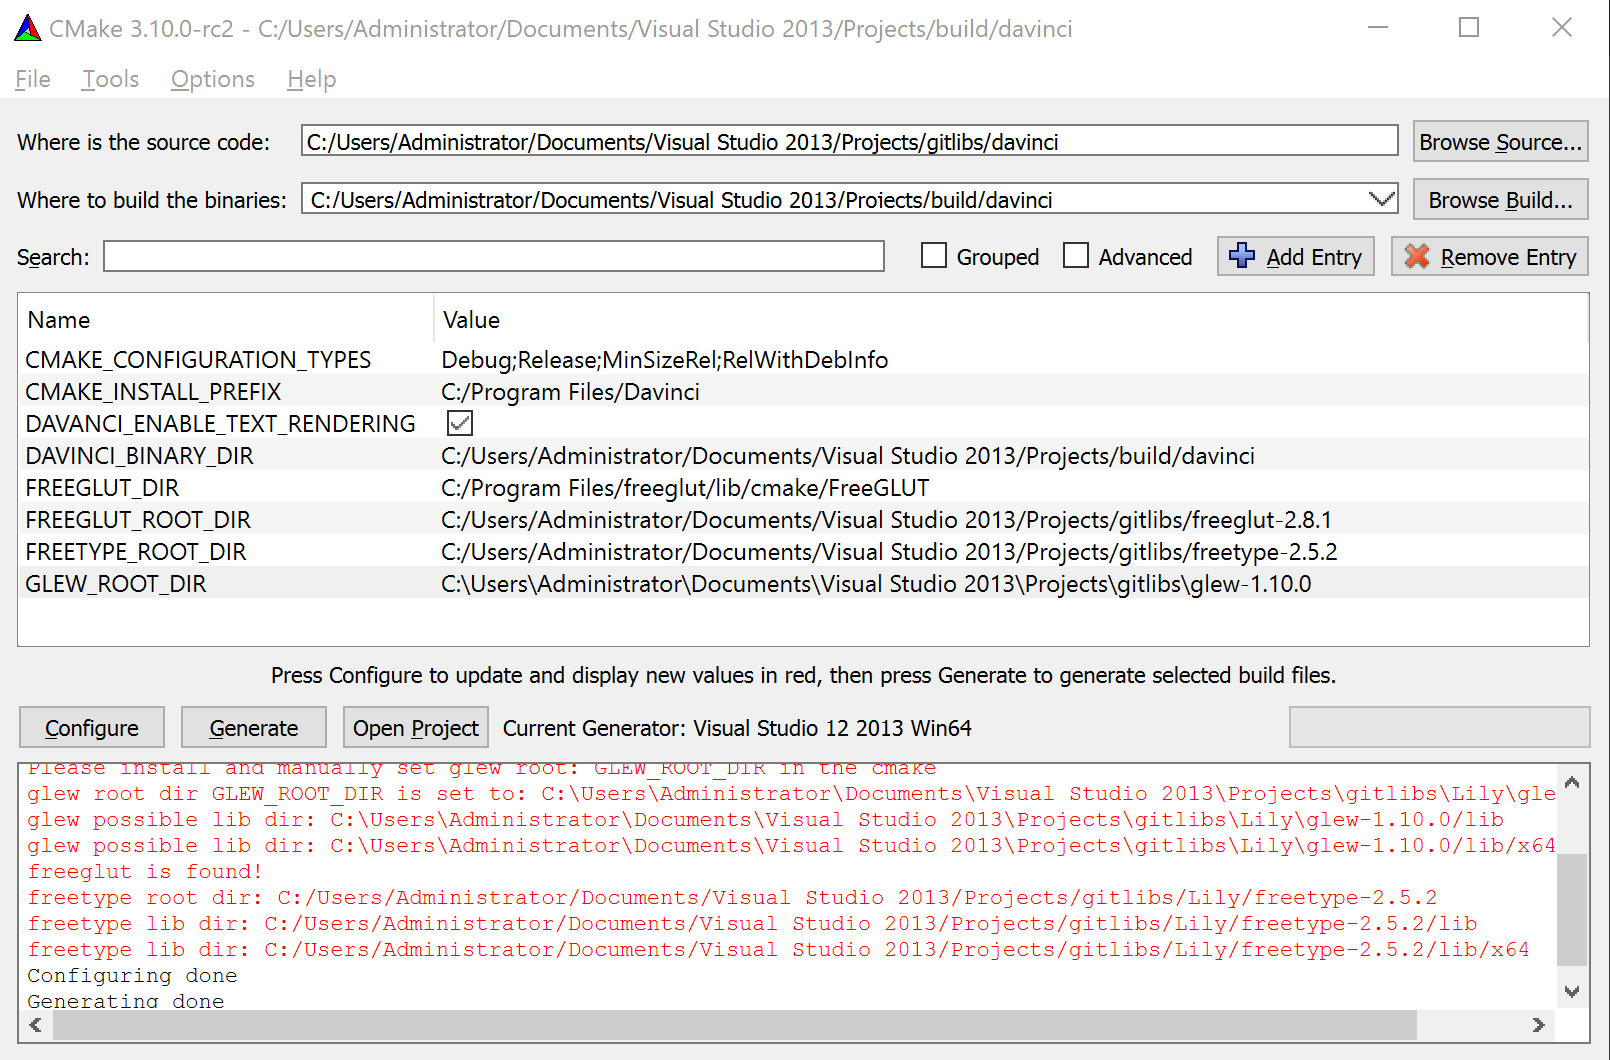 CMake 3.10.0-rc2 - C:/Users/Administrator/Documents/Visual Studio 2013/Projects/build/davinci
File Tools Options Help
Where is the source code: C:/Users/Administrator/Documents/Visual Studio 2013/Projects/gitlibs/davinci Browse Source...
Where to build the binaries: C:/Users/Administrator/Documents/Visual Studio 2013/Projects/build/davinci Browse Build...
Search: Grouped Advanced Add Entry Remove Entry
Name Value
CMAKE_CONFIGURATION_TYPES Debug;Release;MinSizeRel;RelWithDebInfo
CMAKE_INSTALL_PREFIX C:/Program Files/Davinci
DAVANCI_ENABLE_TEXT_RENDERING
DAVINCI_BINARY_DIR C:/Users/Administrator/Documents/Visual Studio 2013/Projects/build/davinci
FREEGLUT_DIR C:/Program Files/freeglut/lib/cmake/FreeGLUT
FREEGLUT_ROOT_DIR C:/Users/Administrator/Documents/Visual Studio 2013/Projects/gitlibs/freeglut-2.8.1
FREETYPE_ROOT_DIR C:/Users/Administrator/Documents/Visual Studio 2013/Projects/gitlibs/freetype-2.5.2
GLEW_ROOT_DIR C:\Users\Administrator\Documents\Visual Studio 2013\Projects\gitlibs\glew-1.10.0
Press Configure to update and display new values in red, then press Generate to generate selected build files.
Configure Generate Open Project Current Generator: Visual Studio 12 2013 Win64
Please install and manually set glew root: GLEW_ROOT_DIR in the cmake
glew root dir GLEW_ROOT_DIR is set to: C:\Users\Administrator\Documents\Visual Studio 2013\Projects\gitlibs\Lily\gle
glew possible lib dir: C:\Users\Administrator\Documents\Visual Studio 2013\Projects\gitlibs\Lily\glew-1.10.0/lib
glew possible lib dir: C:\Users\Administrator\Documents\Visual Studio 2013\Projects\gitlibs\Lily\glew-1.10.0/lib/x64
freeglut is found!
freetype root dir: C:/Users/Administrator/Documents/Visual Studio 2013/Projects/gitlibs/Lily/freetype-2.5.2
freetype lib dir: C:/Users/Administrator/Documents/Visual Studio 2013/Projects/gitlibs/Lily/freetype-2.5.2/lib
freetype lib dir: C:/Users/Administrator/Documents/Visual Studio 2013/Projects/gitlibs/Lily/freetype-2.5.2/lib/x64
Configuring done
Generating done